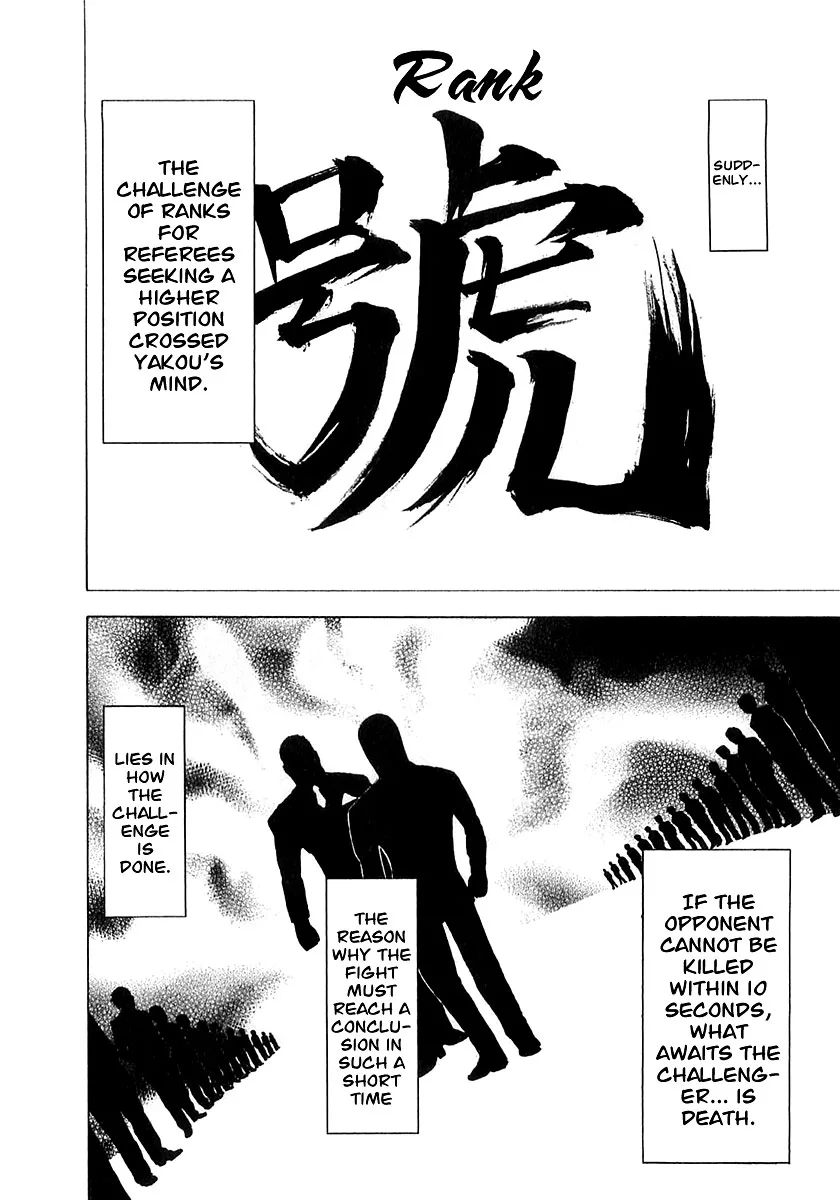 Rank
號
SUDD-
ENLY...
THE
CHALLENGE
OF RANKS
FOR
REFEREES
SEEKING A
HIGHER
POSITION
CROSSED
YAKOU'S
MIND.
IF THE
OPPONENT
CANNOT BE
KILLED
WITHIN 10
SECONDS,
WHAT
AWAITS THE
CHALLENG-
ER... IS
DEATH.
THE
REASON
WHY THE
FIGHT
MUST
REACH A
CONCLU-
SION IN
SUCH A
SHORT
TIME
LIES IN
HOW
THE
CHALL-
ENGE
IS
DONE.